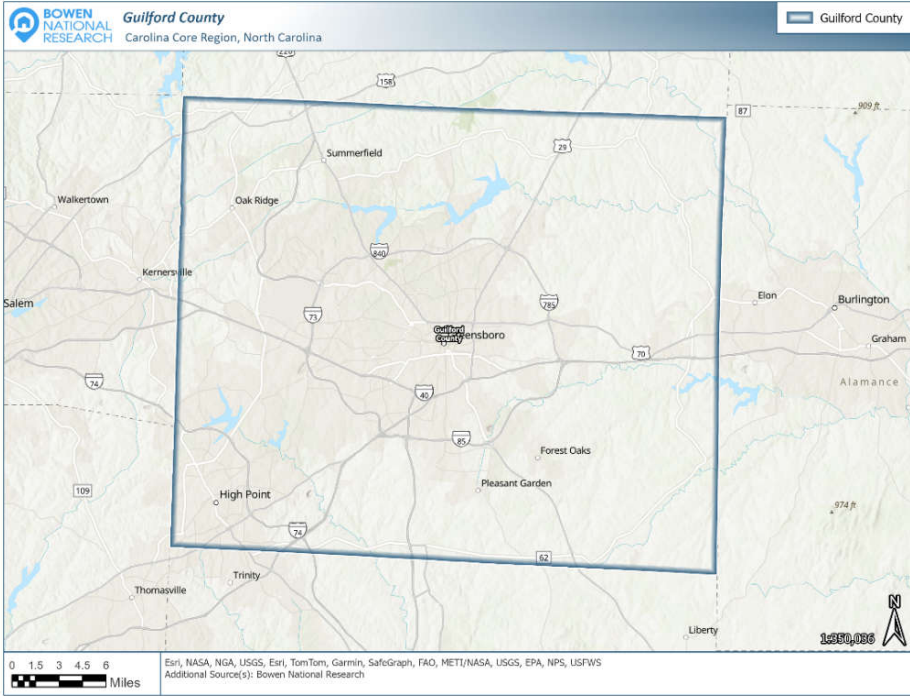 BOWEN
NATIONAL
RESEARCH
Guilford County
Carolina Core Region, North Carolina
Guilford County
220
158
87
909 ft
29
Summerfield
Walkertown
Oak Ridge
840
Kernersville
Salem
73
785
Elon
Burlington
Guilford
County
ensboro
Graham
70
74
Alamance
40
85
Forest Oaks
Pleasant Garden
109
High Point
974 ft
74
62
Trinity
Thomasville
Liberty
N
1:350,036
0 1.5 3 4.5 6
Miles
Esri, NASA, NGA, USGS, Esri, TomTom, Garmin, SafeGraph, FAO, METI/NASA, USGS, EPA, NPS, USFWS
Additional Source(s): Bowen National Research